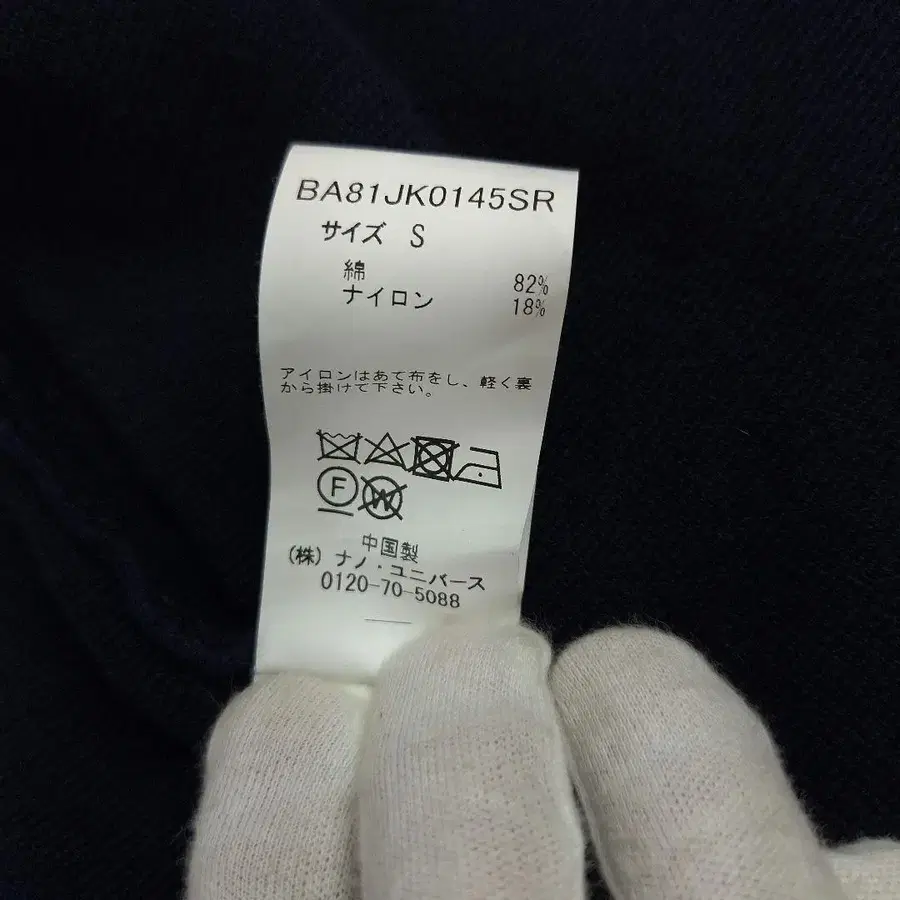 BA81JK0145SR
サイズ S
綿 82%
ナイロン 18%
アイロンはあて布をし、軽く裏
から掛けて下さい。
F W
中国製
(株)ナノ・ユニバース
0120-70-5088